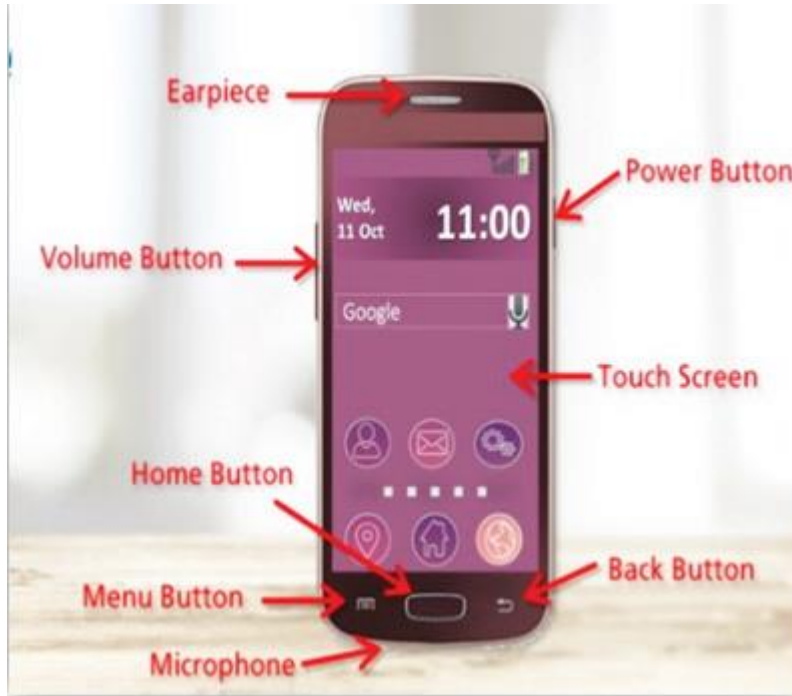 Earpiece
Power Button
Wed,
11 Oct
11:00
Volume Button
Google
Touch Screen
Home Button
Back Button
Menu Button
Microphone